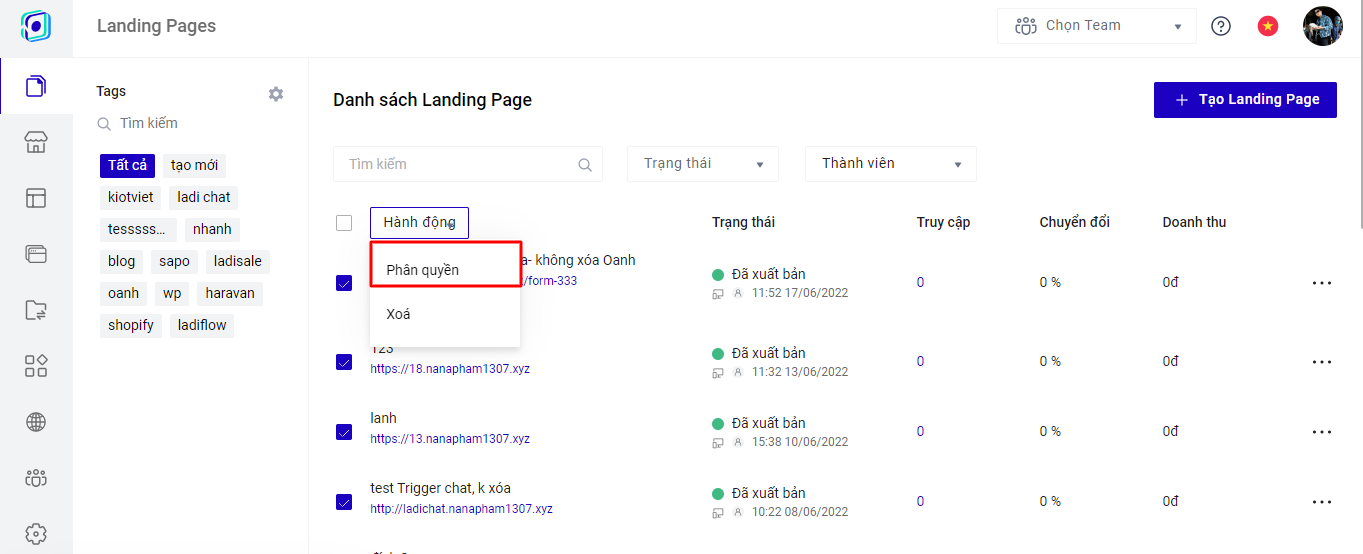 Landing Pages
Chọn Team
Tags
Tìm kiếm
Tất cả
tạo mới
kiotviet
ladi chat
tesssss...
nhanh
blog
sapo
ladisale
oanh
wp
haravan
shopify
ladiflow
Danh sách Landing Page
+ Tạo Landing Page
Tìm kiếm
Trạng thái
Thành viên
Hành động
Trạng thái
Truy cập
Chuyển đổi
Doanh thu
Phân quyền
Xoá
a- không xóa Oanh
/form-333
Đã xuất bản
11:52 17/06/2022
0
0 %
0đ
123
https://18.nanapham1307.xyz
Đã xuất bản
11:32 13/06/2022
0
0 %
0đ
lanh
https://13.nanapham1307.xyz
Đã xuất bản
15:38 10/06/2022
0
0 %
0đ
test Trigger chat, k xóa
http://ladichat.nanapham1307.xyz
Đã xuất bản
10:22 08/06/2022
0
0 %
0đ